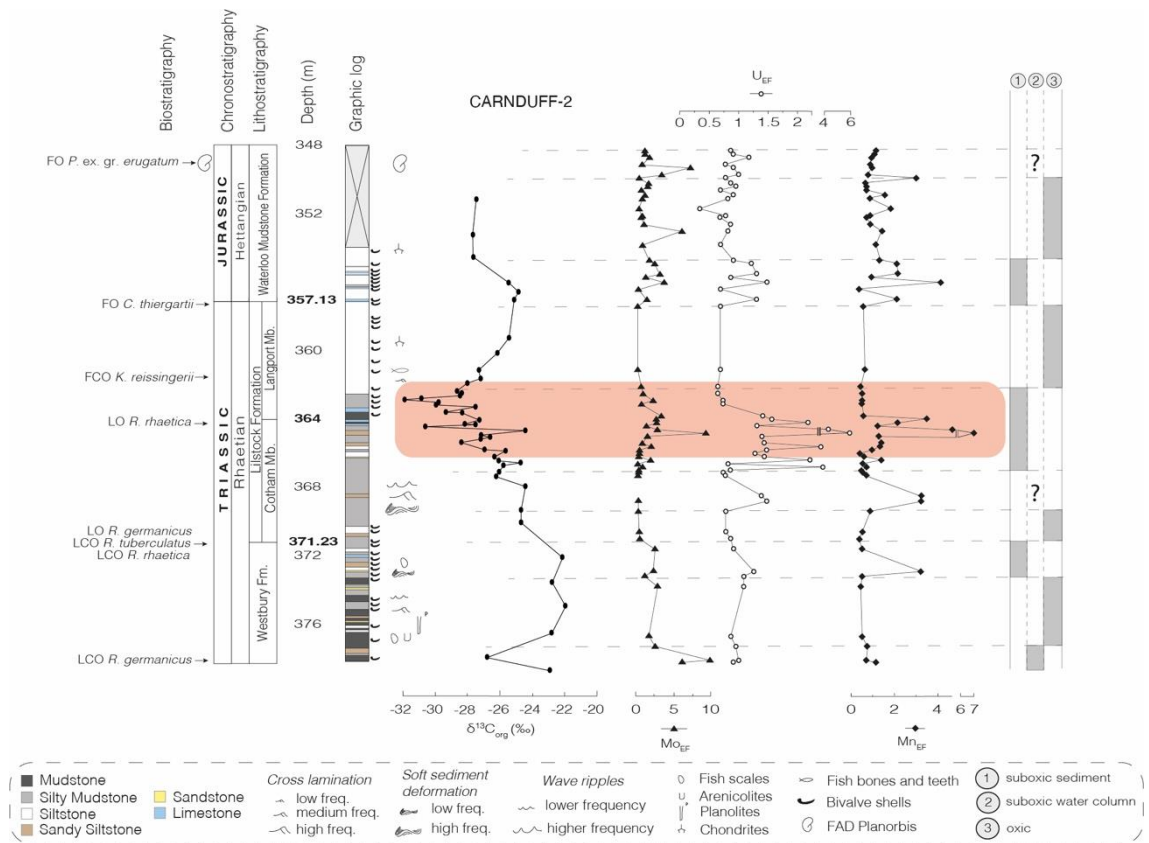 CARNDUFF-2
U_EF
0 0.5 1 1.5 2 4 6
Biostratigraphy
Chronostratigraphy
Lithostratigraphy
Depth (m)
Graphic log
1 2 3
348
FO P. ex. gr. erugatum
?
352
JURASSIC
Hettangian
Waterloo Mudstone Formation
FO C. thiergartii
357.13
360
FCO K. reissingerii
LO R. rhaetica
364
TRIASSIC
Rhaetian
Lilstock Formation
Langport Mb.
Cotham Mb.
368
?
LO R. germanicus
LCO R. tuberculatus
371.23
LCO R. rhaetica
372
Westbury Fm.
376
LCO R. germanicus
-32 -30 -28 -26 -24 -22 -20
δ13Corg (‰)
0 5 10
MoEF
0 2 4 6 7
MnEF
Mudstone
Silty Mudstone
Siltstone
Sandy Siltstone
Sandstone
Limestone
Cross lamination
low freq.
medium freq.
high freq.
Soft sediment
deformation
low freq.
high freq.
Wave ripples
lower frequency
higher frequency
Fish scales
Arenicolites
Planolites
Chondrites
Fish bones and teeth
Bivalve shells
FAD Planorbis
1 suboxic sediment
2 suboxic water column
3 oxic